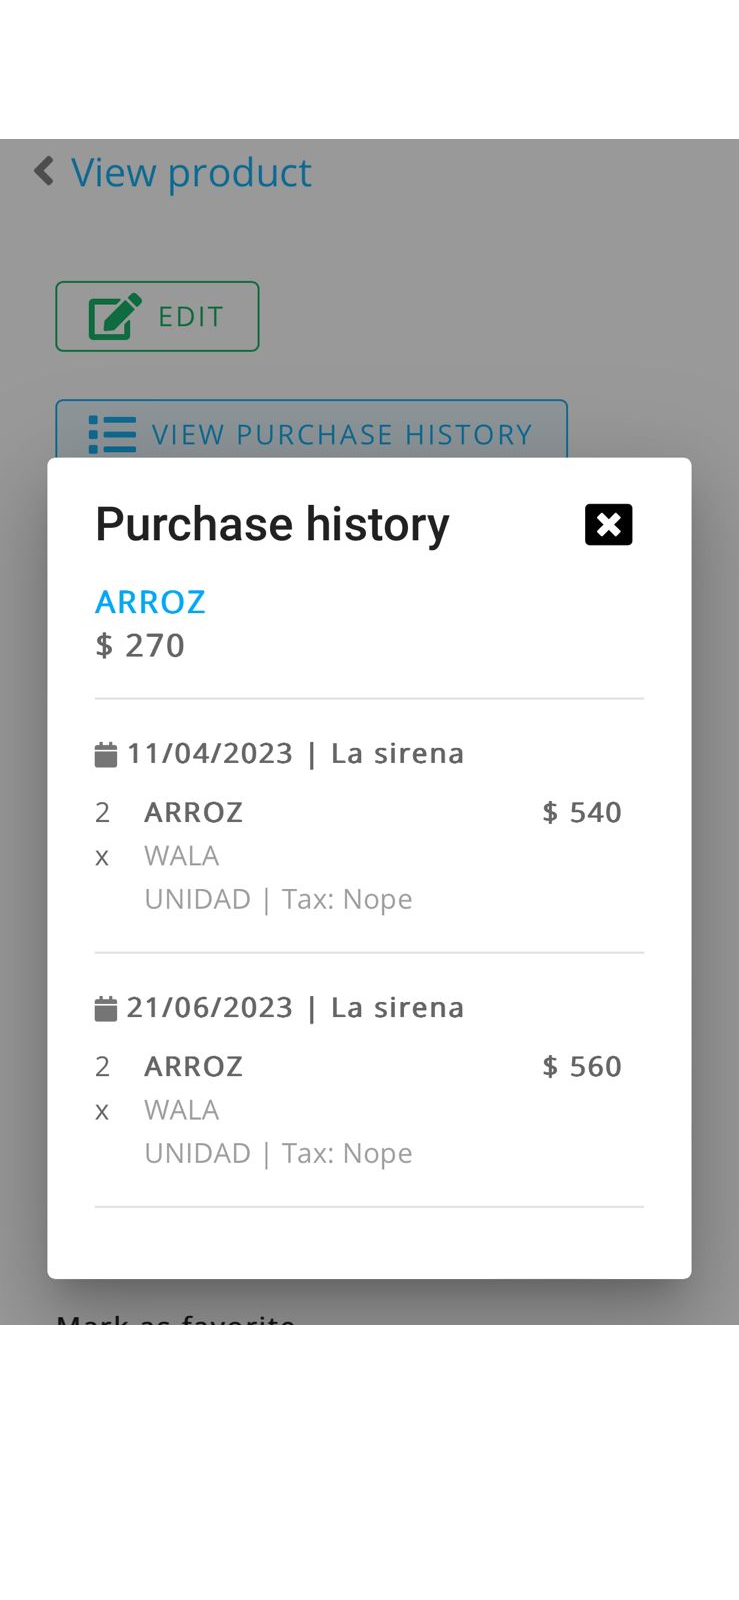 View product
EDIT
VIEW PURCHASE HISTORY
Purchase history
ARROZ
$ 270
11/04/2023 | La sirena
2 ARROZ $ 540
x WALA
UNIDAD | Tax: Nope
21/06/2023 | La sirena
2 ARROZ $ 560
x WALA
UNIDAD | Tax: Nope
Mark as favorite